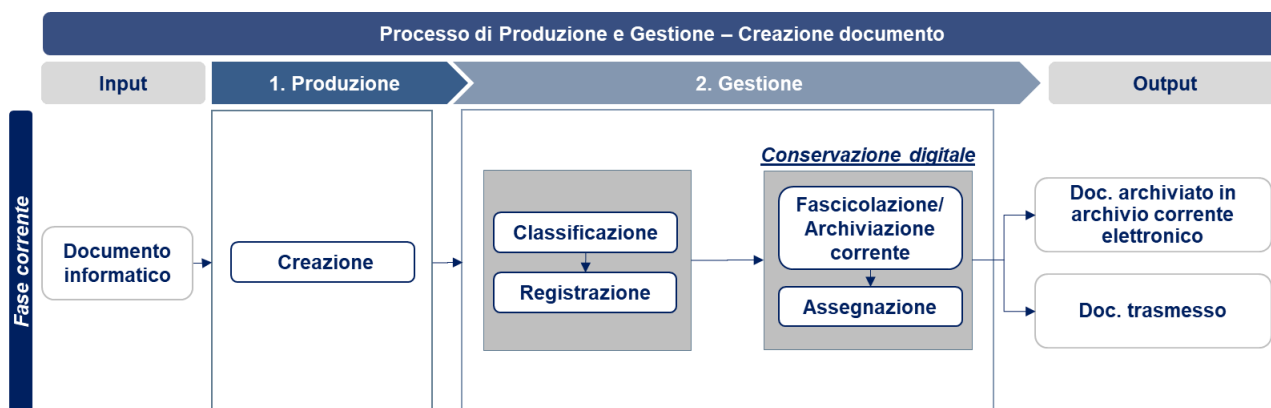 Processo di Produzione e Gestione – Creazione documento
Input
1. Produzione
2. Gestione
Output
Fase corrente
Documento
informatico
Creazione
Classificazione
Registrazione
Conservazione digitale
Fascicolazione/
Archiviazione
corrente
Assegnazione
Doc. archiviato in
archivio corrente
elettronico
Doc. trasmesso